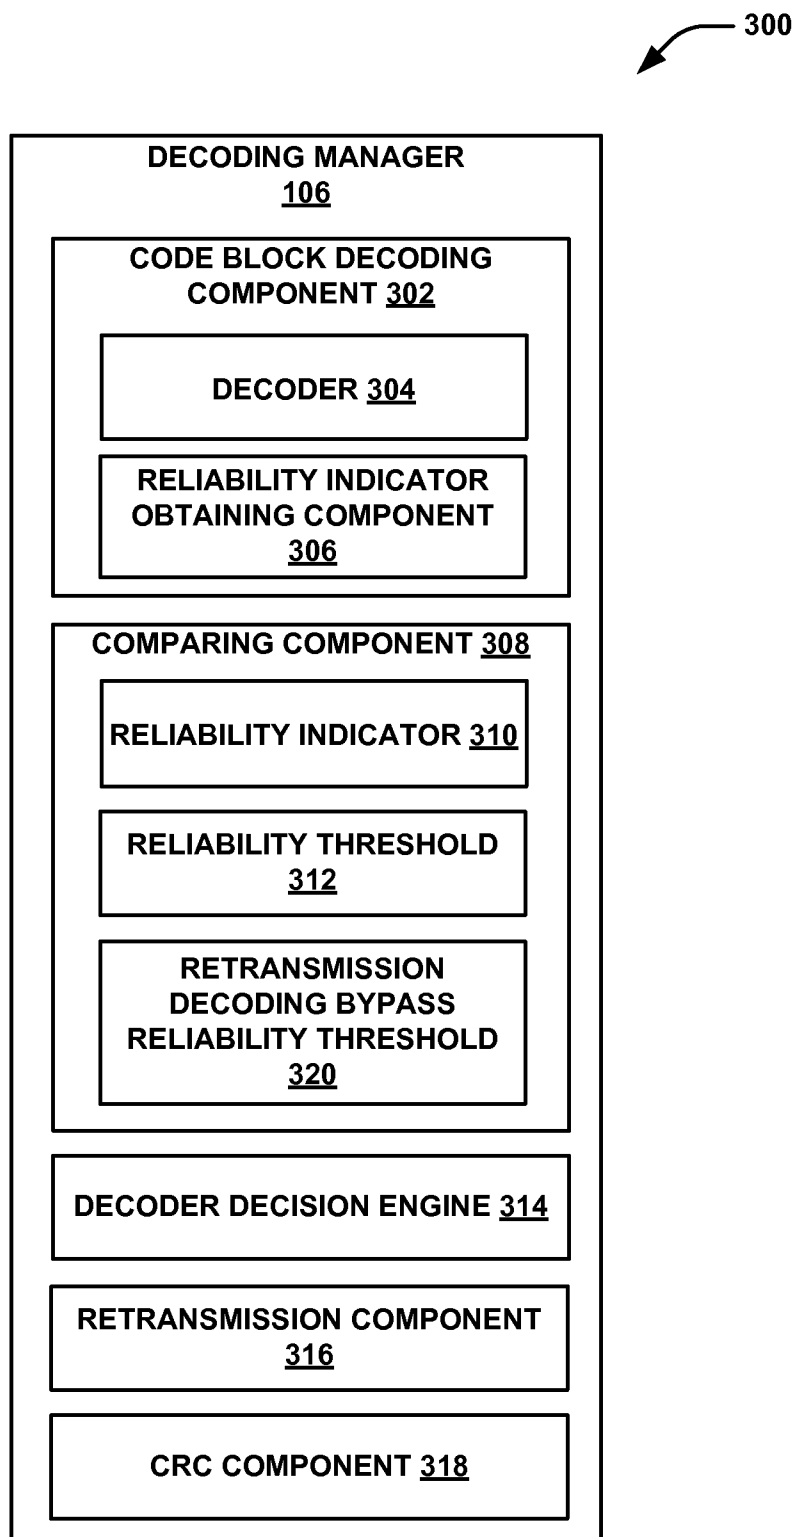 300
DECODING MANAGER
106
CODE BLOCK DECODING
COMPONENT 302
DECODER 304
RELIABILITY INDICATOR
OBTAINING COMPONENT
306
COMPARING COMPONENT 308
RELIABILITY INDICATOR 310
RELIABILITY THRESHOLD
312
RETRANSMISSION
DECODING BYPASS
RELIABILITY THRESHOLD
320
DECODER DECISION ENGINE 314
RETRANSMISSION COMPONENT
316
CRC COMPONENT 318